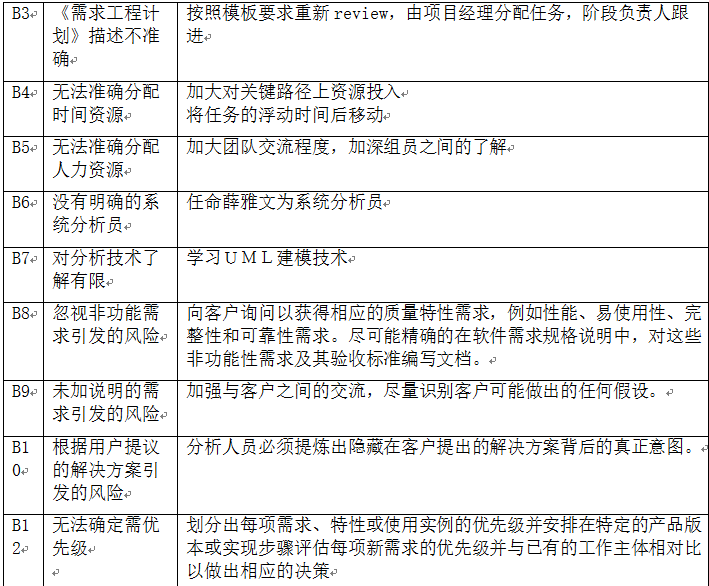 B3
《需求工程计
划》描述不准
确
按照模板要求重新 review，由项目经理分配任务，阶段负责人跟
进
B4
无法准确分配
时间资源
加大对关键路径上资源投入
将任务的浮动时间后移动
B5
无法准确分配
人力资源
加大团队交流程度，加深组员之间的了解
B6
没有明确的系
统分析员
任命薛雅文为系统分析员
B7
对分析技术了
解有限
学习ＵＭＬ建模技术
B8
忽视非功能需
求引发的风险
向客户询问以获得相应的质量特性需求，例如性能、易使用性、完
整性和可靠性需求。尽可能精确的在软件需求规格说明中，对这些
非功能性需求及其验收标准编写文档。
B9
未加说明的需
求引发的风险
加强与客户之间的交流，尽量识别客户可能做出的任何假设。
B1
0
根据用户提议
的解决方案引
发的风险
分析人员必须提炼出隐藏在客户提出的解决方案背后的真正意图。
B1
2
无法确定需优
先级
划分出每项需求、特性或使用实例的优先级并安排在特定的产品版
本或实现步骤评估每项新需求的优先级并与已有的工作主体相对比
以做出相应的决策